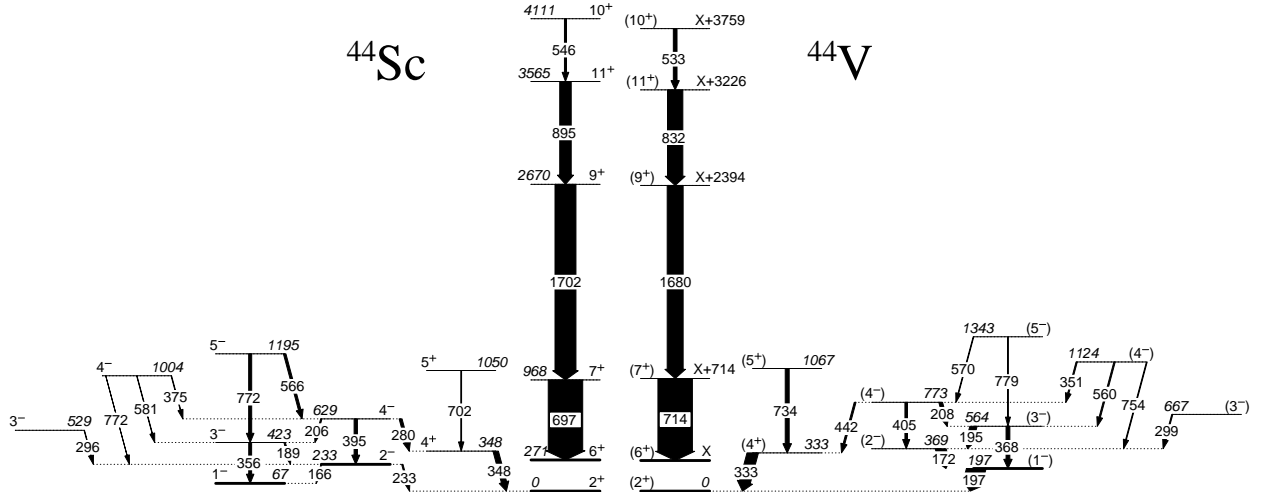 4111 10⁺ (10⁺) X+3759
⁴⁴Sc ⁴⁴V
546 533
3565 11⁺ (11⁺) X+3226
895 832
2670 9⁺ (9⁺) X+2394
1702 1680
1343 (5⁻)
5⁻ 1195 1124 (4⁻)
4⁻ 1004 5⁺ 1050 968 7⁺ (7⁺) X+714 (5⁺) 1067
570 779 351 560 754
772 566 375 581 772
702 697 714 734
(4⁻) 773 667 (3⁻)
3⁻ 529 629 4⁻ 208 564 (3⁻)
206 395 280 442 405 195 368 299
3⁻ 423 4⁺ 348 271 6⁺ (6⁺) X (4⁺) 333 (2⁻) 369
296 356 189 233 2⁻ 172 197 (1⁻)
1⁻ 67 166 233 348 0 2⁺ (2⁺) 0 333 197